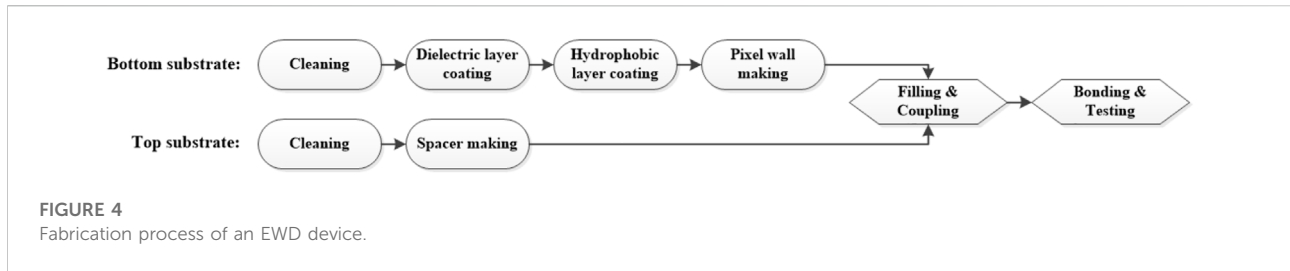 Bottom substrate:
Cleaning
Dielectric layer
coating
Hydrophobic
layer coating
Pixel wall
making
Filling &
Coupling
Bonding &
Testing
Top substrate:
Cleaning
Spacer making
FIGURE 4
Fabrication process of an EWD device.